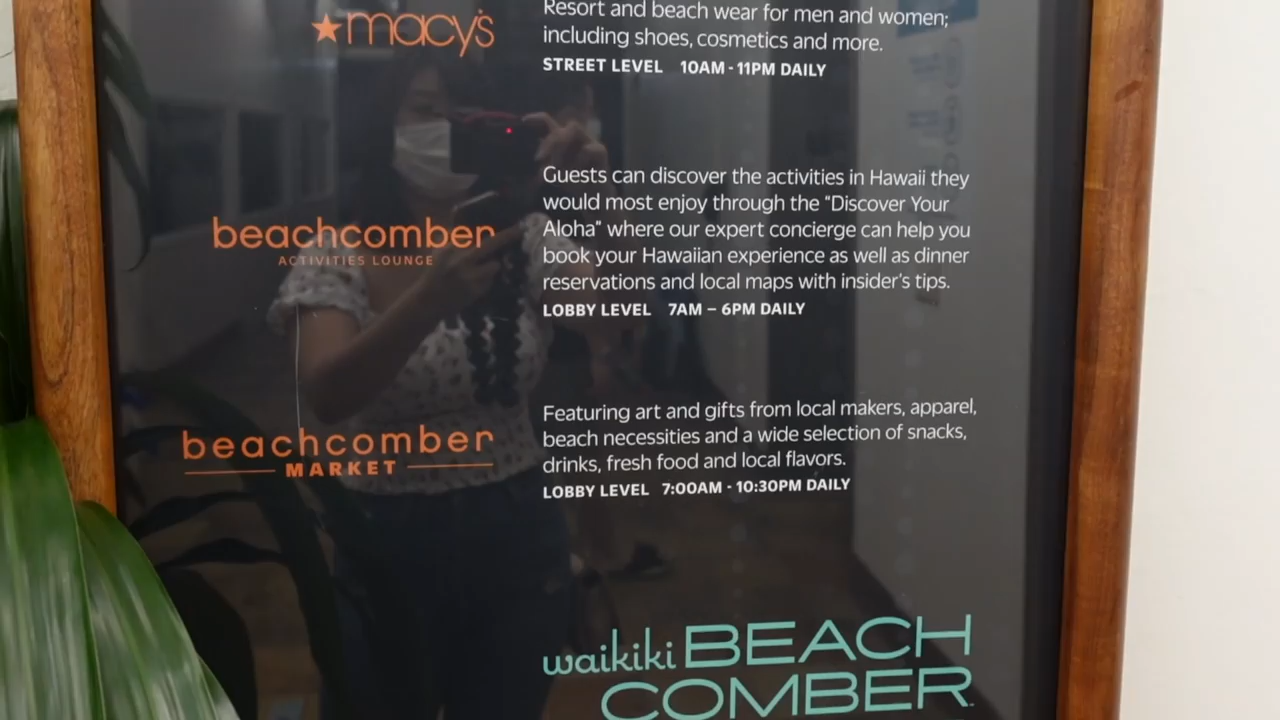 macy's
Resort and beach wear for men and women;
including shoes, cosmetics and more.
STREET LEVEL 10AM - 11PM DAILY
beachcomber
ACTIVITIES LOUNGE
Guests can discover the activities in Hawaii they
would most enjoy through the "Discover Your
Aloha" where our expert concierge can help you
book your Hawaiian experience as well as dinner
reservations and local maps with insider's tips.
LOBBY LEVEL 7AM – 6PM DAILY
beachcomber
MARKET
Featuring art and gifts from local makers, apparel,
beach necessities and a wide selection of snacks,
drinks, fresh food and local flavors.
LOBBY LEVEL 7:00AM - 10:30PM DAILY
waikiki BEACH
COMBER